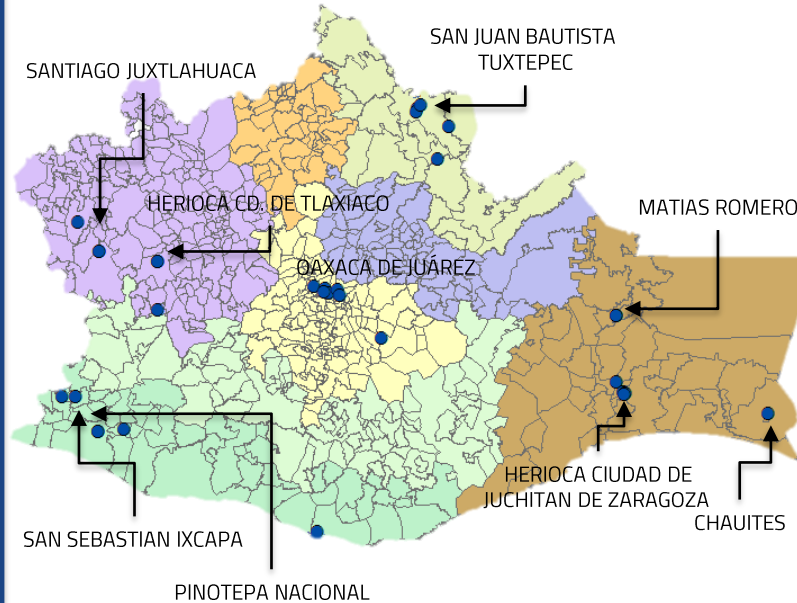 SAN JUAN BAUTISTA
TUXTEPEC
SANTIAGO JUXTLAHUACA
HERIOCA CD. DE TLAXIACO
MATIAS ROMERO
OAXACA DE JUÁREZ
HERIOCA CIUDAD DE
JUCHITAN DE ZARAGOZA
CHAUITES
SAN SEBASTIAN IXCAPA
PINOTEPA NACIONAL